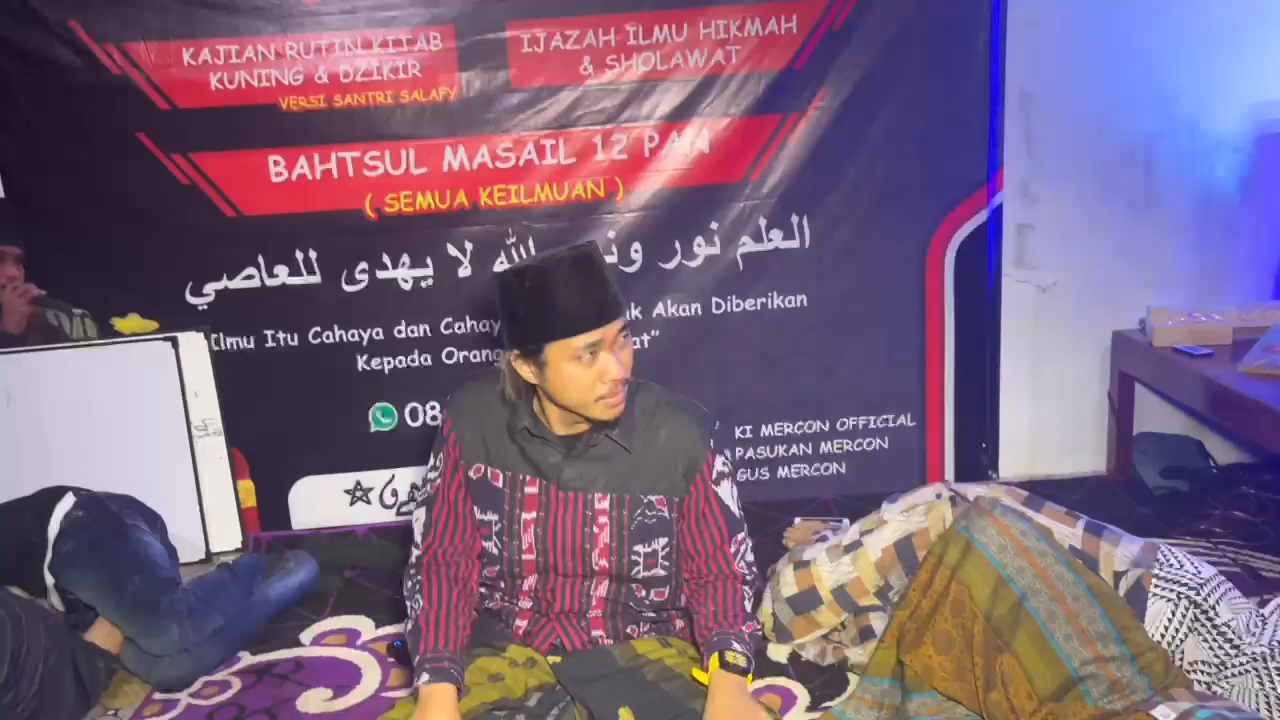 KAJIAN RUTIN KITAB
KUNING & DZIKIR
VERSI SANTRI SALAFY
IJAZAH ILMU HIKMAH
& SHOLAWAT
BAHTSUL MASAIL 12 PAN
( SEMUA KEILMUAN )
العلم نور الله لا يهدى للعاصي
Ilmu Itu Cahaya dan Akan Diberikan
Kepada
08
KI MERCON OFFICIAL
PASUKAN MERCON
GUS MERCON